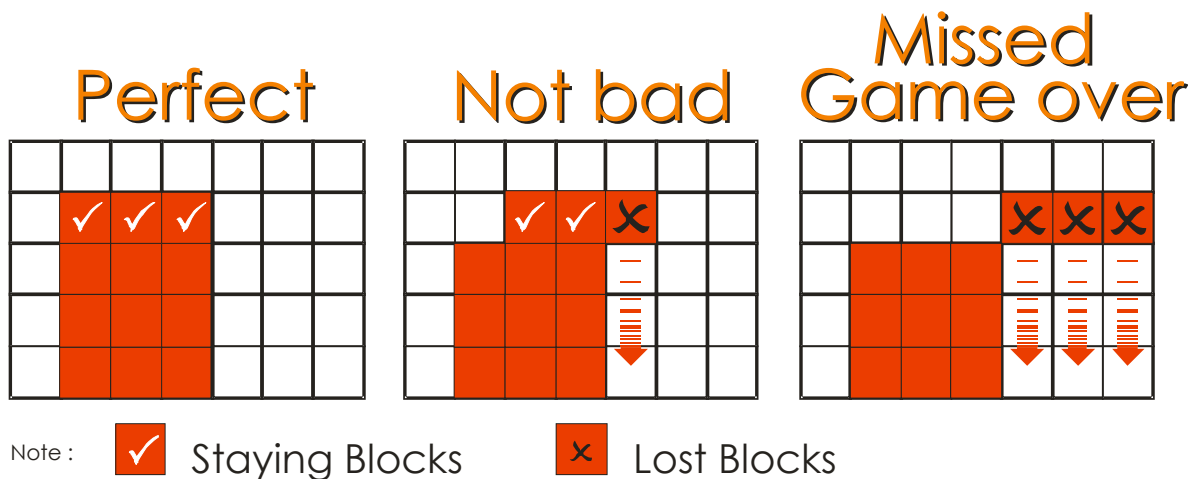 Perfect
Not bad
Missed
Game over
Note :
Staying Blocks
Lost Blocks